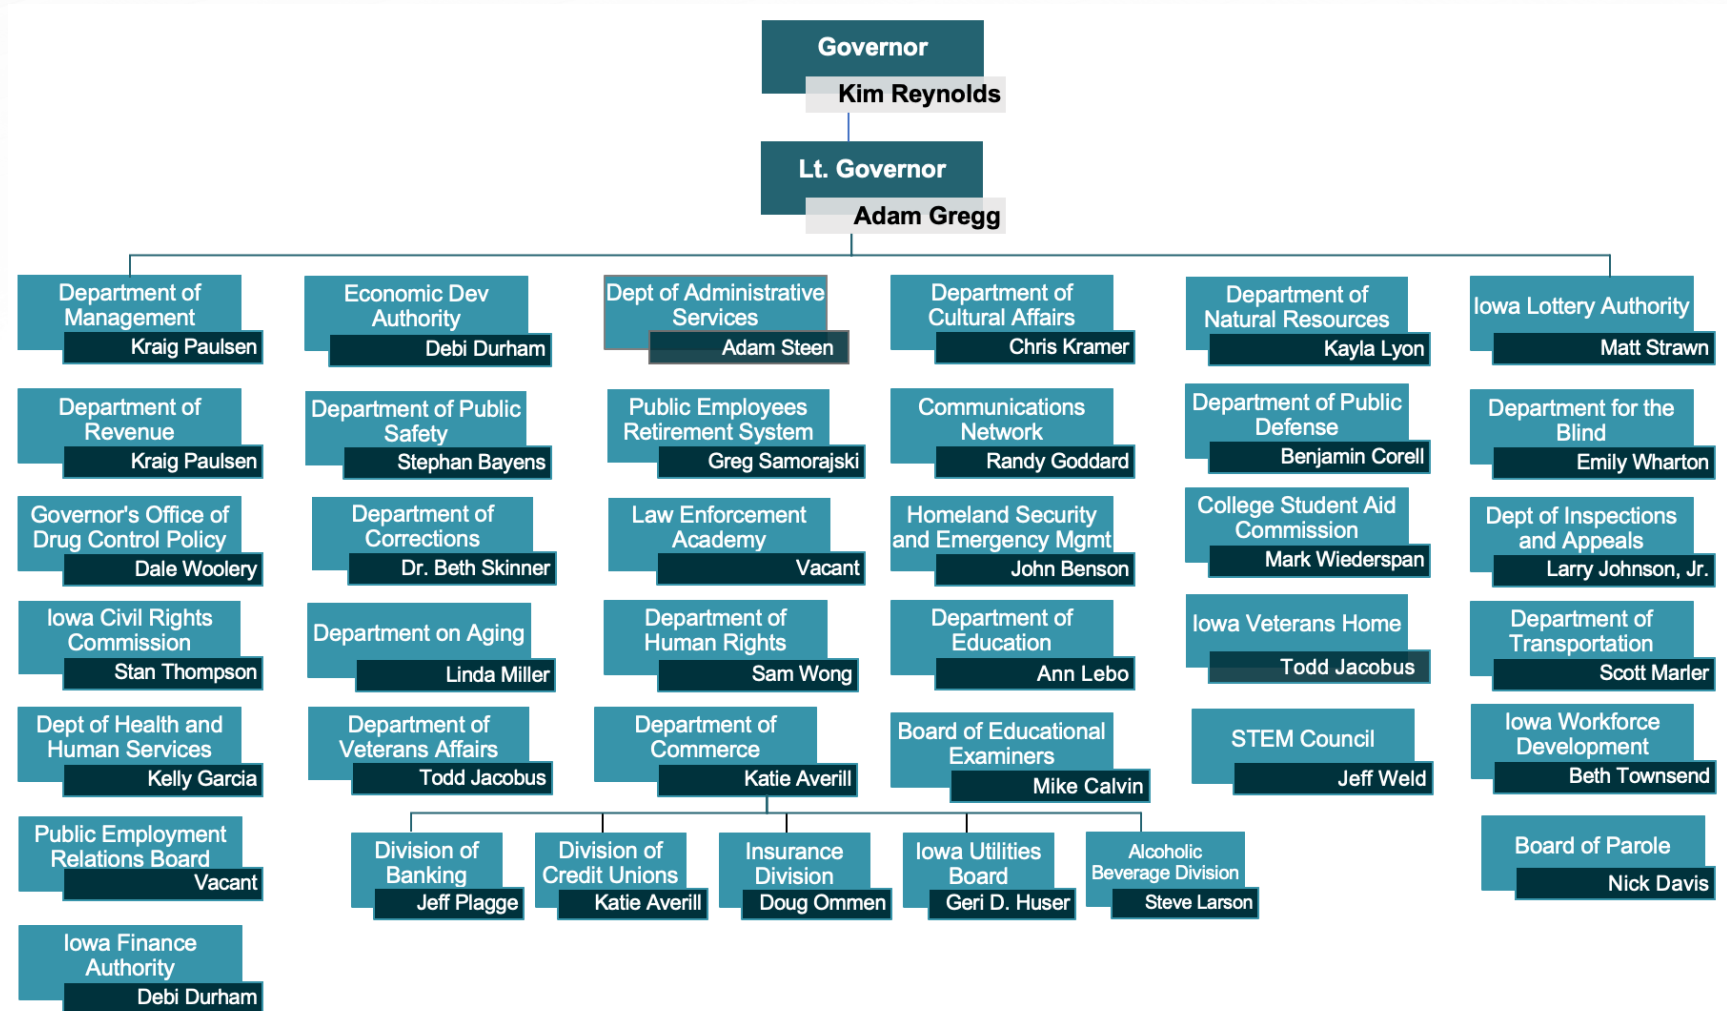 Governor
Kim Reynolds
Lt. Governor
Adam Gregg
Department of
Management
Kraig Paulsen
Economic Dev
Authority
Debi Durham
Dept of Administrative
Services
Adam Steen
Department of
Cultural Affairs
Chris Kramer
Department of
Natural Resources
Kayla Lyon
Iowa Lottery Authority
Matt Strawn
Department of
Revenue
Kraig Paulsen
Department of Public
Safety
Stephan Bayens
Public Employees
Retirement System
Greg Samorajski
Communications
Network
Randy Goddard
Department of Public
Defense
Benjamin Corell
Department for the
Blind
Emily Wharton
Governor's Office of
Drug Control Policy
Dale Woolery
Department of
Corrections
Dr. Beth Skinner
Law Enforcement
Academy
Vacant
Homeland Security
and Emergency Mgmt
John Benson
College Student Aid
Commission
Mark Wiederspan
Dept of Inspections
and Appeals
Larry Johnson, Jr.
Iowa Civil Rights
Commission
Stan Thompson
Department on Aging
Linda Miller
Department of
Human Rights
Sam Wong
Department of
Education
Ann Lebo
Iowa Veterans Home
Todd Jacobus
Department of
Transportation
Scott Marler
Dept of Health and
Human Services
Kelly Garcia
Department of
Veterans Affairs
Todd Jacobus
Department of
Commerce
Katie Averill
Board of Educational
Examiners
Mike Calvin
STEM Council
Jeff Weld
Iowa Workforce
Development
Beth Townsend
Public Employment
Relations Board
Vacant
Division of
Banking
Jeff Plagge
Division of
Credit Unions
Katie Averill
Insurance
Division
Doug Ommen
Iowa Utilities
Board
Geri D. Huser
Alcoholic
Beverage Division
Steve Larson
Board of Parole
Nick Davis
Iowa Finance
Authority
Debi Durham